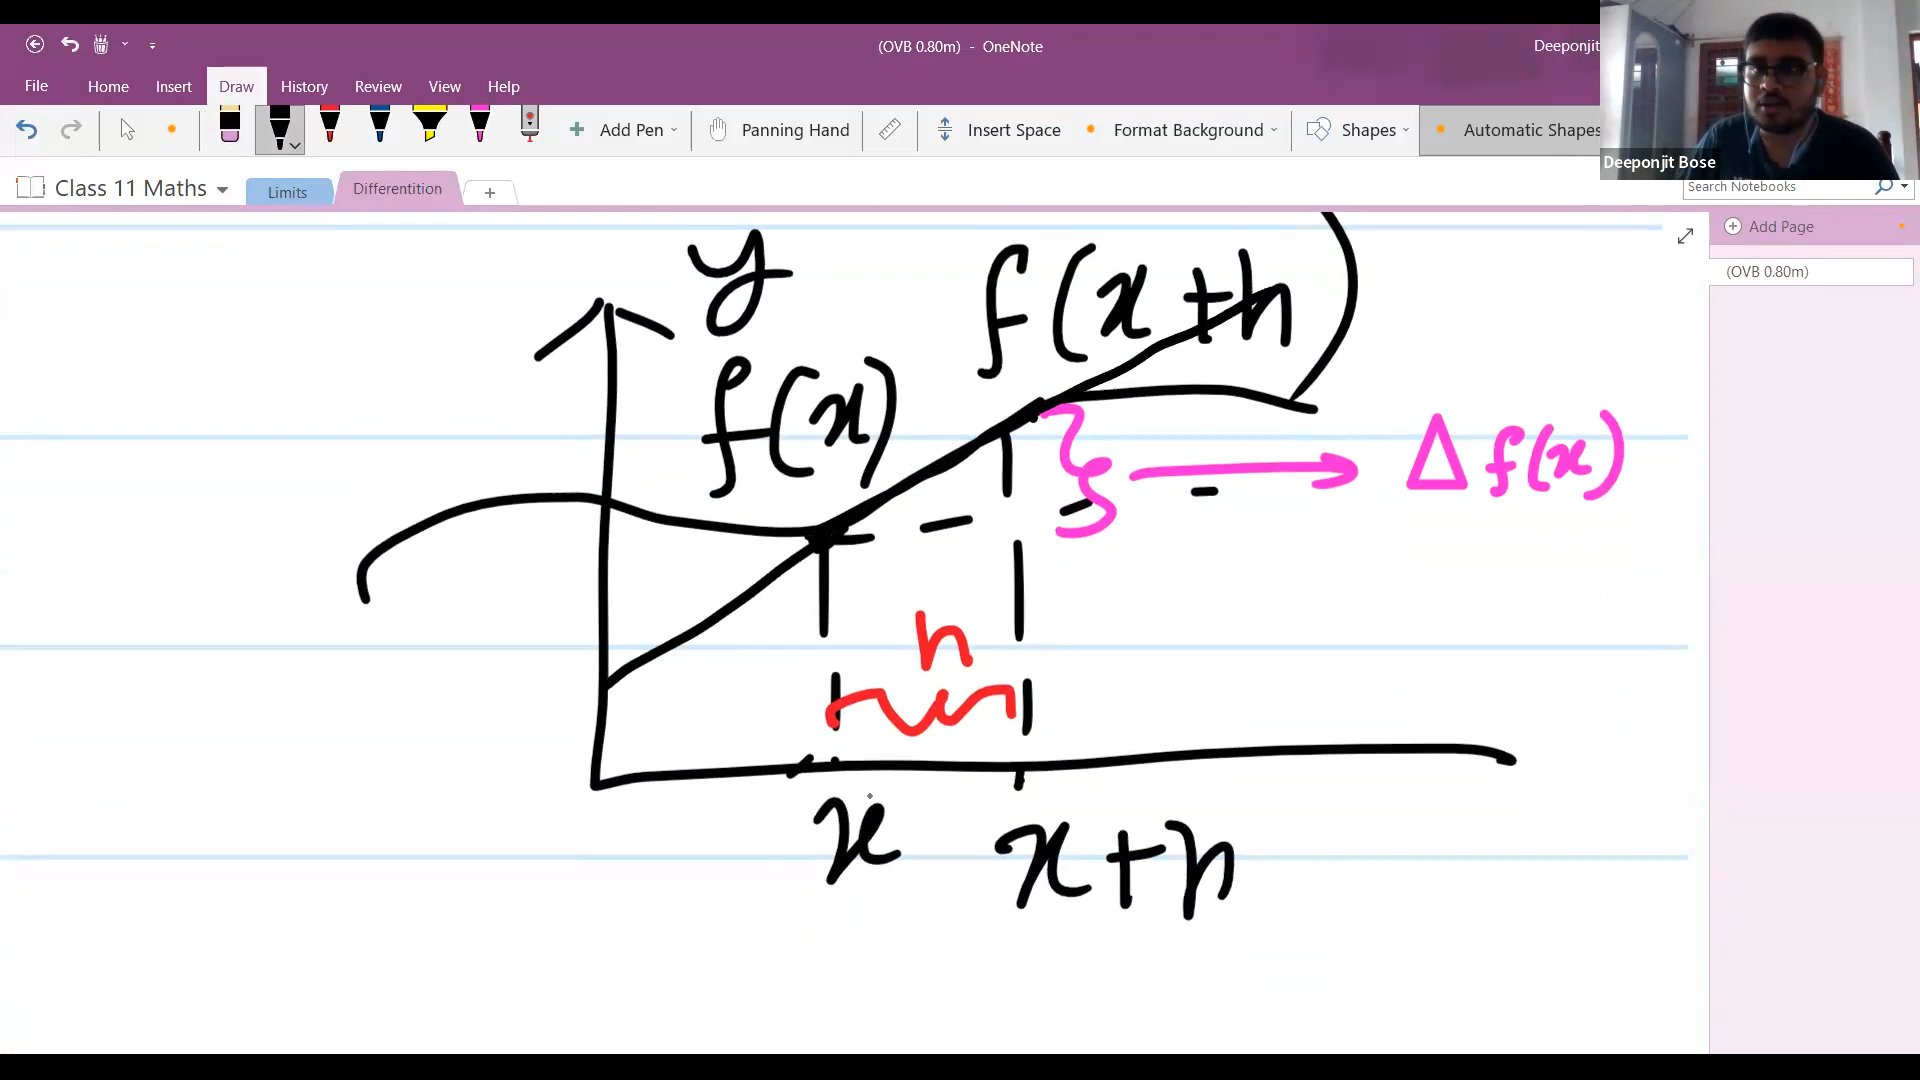 (OVB 0.80m) - OneNote
Deeponjit
File Home Insert Draw History Review View Help
Add Pen Panning Hand Insert Space Format Background Shapes Automatic Shapes
Deeponjit Bose
Class 11 Maths Limits Differentition
Search Notebooks
Add Page
(OVB 0.80m)
y
f(x+h)
f(x)
Δ f(x)
h
x
x+h